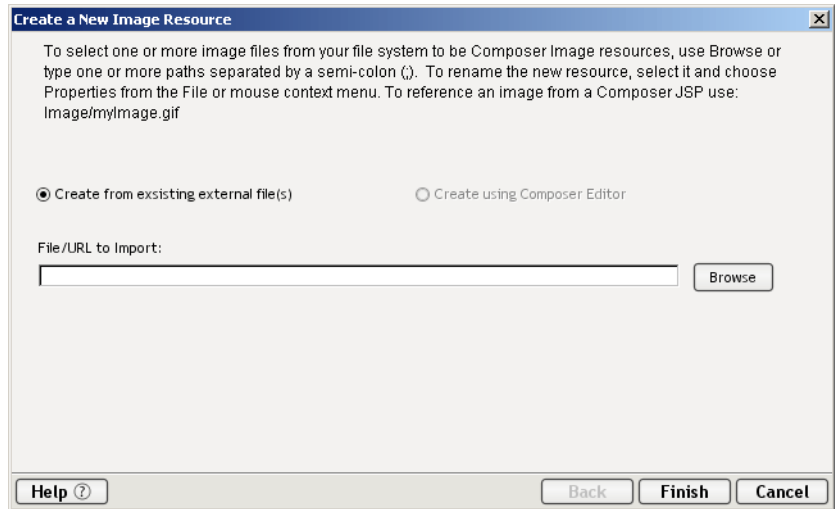 Create a New Image Resource
To select one or more image files from your file system to be Composer Image resources, use Browse or
type one or more paths separated by a semi-colon (;). To rename the new resource, select it and choose
Properties from the File or mouse context menu. To reference an image from a Composer JSP use:
Image/myImage.gif
Create from exsisting external file(s)
Create using Composer Editor
File/URL to Import:
Browse
Help ?
Back
Finish
Cancel